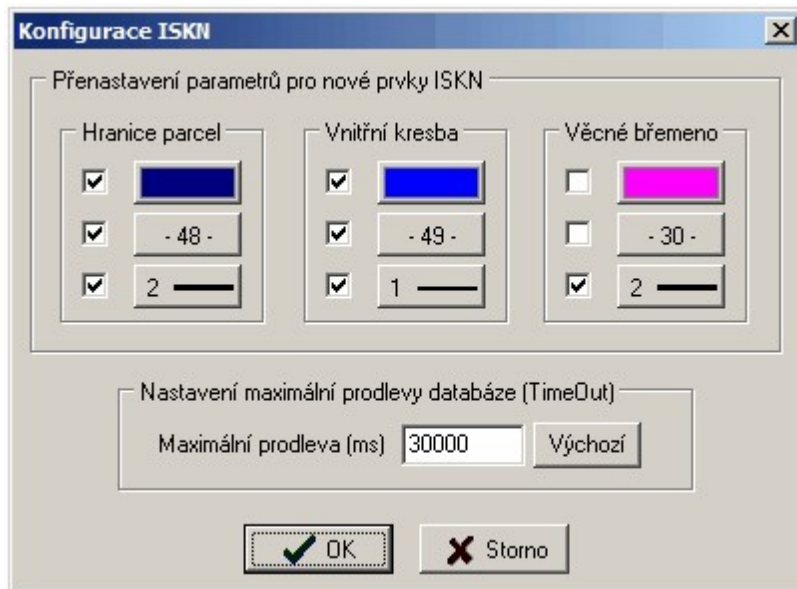 Konfigurace ISKN
Přenastavení parametrů pro nové prvky ISKN
Hranice parcel
Vnitřní kresba
Věcné břemeno
- 48 -
- 49 -
- 30 -
2
1
2
Nastavení maximální prodlevy databáze (TimeOut)
Maximální prodleva (ms)
30000
Výchozí
OK
Storno